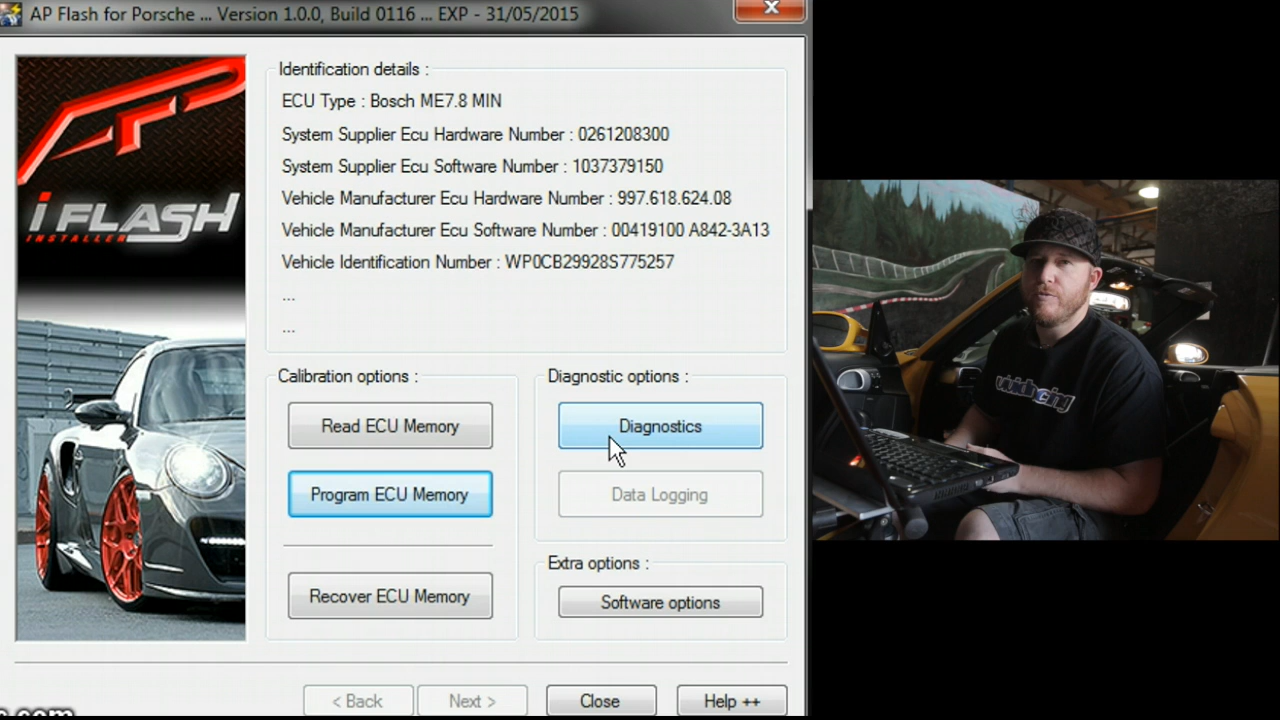 AP Flash for Porsche ... Version 1.0.0, Build 0116 ... EXP - 31/05/2015
AP
iFLASH
INSTALLER
Identification details :
ECU Type : Bosch ME7.8 MIN
System Supplier Ecu Hardware Number : 0261208300
System Supplier Ecu Software Number : 1037379150
Vehicle Manufacturer Ecu Hardware Number : 997.618.624.08
Vehicle Manufacturer Ecu Software Number : 00419100 A842-3A13
Vehicle Identification Number : WP0CB29928S775257
...
...
Calibration options :
Read ECU Memory
Program ECU Memory
Recover ECU Memory
Diagnostic options :
Diagnostics
Data Logging
Extra options :
Software options
vividracing
< Back
Next >
Close
Help ++